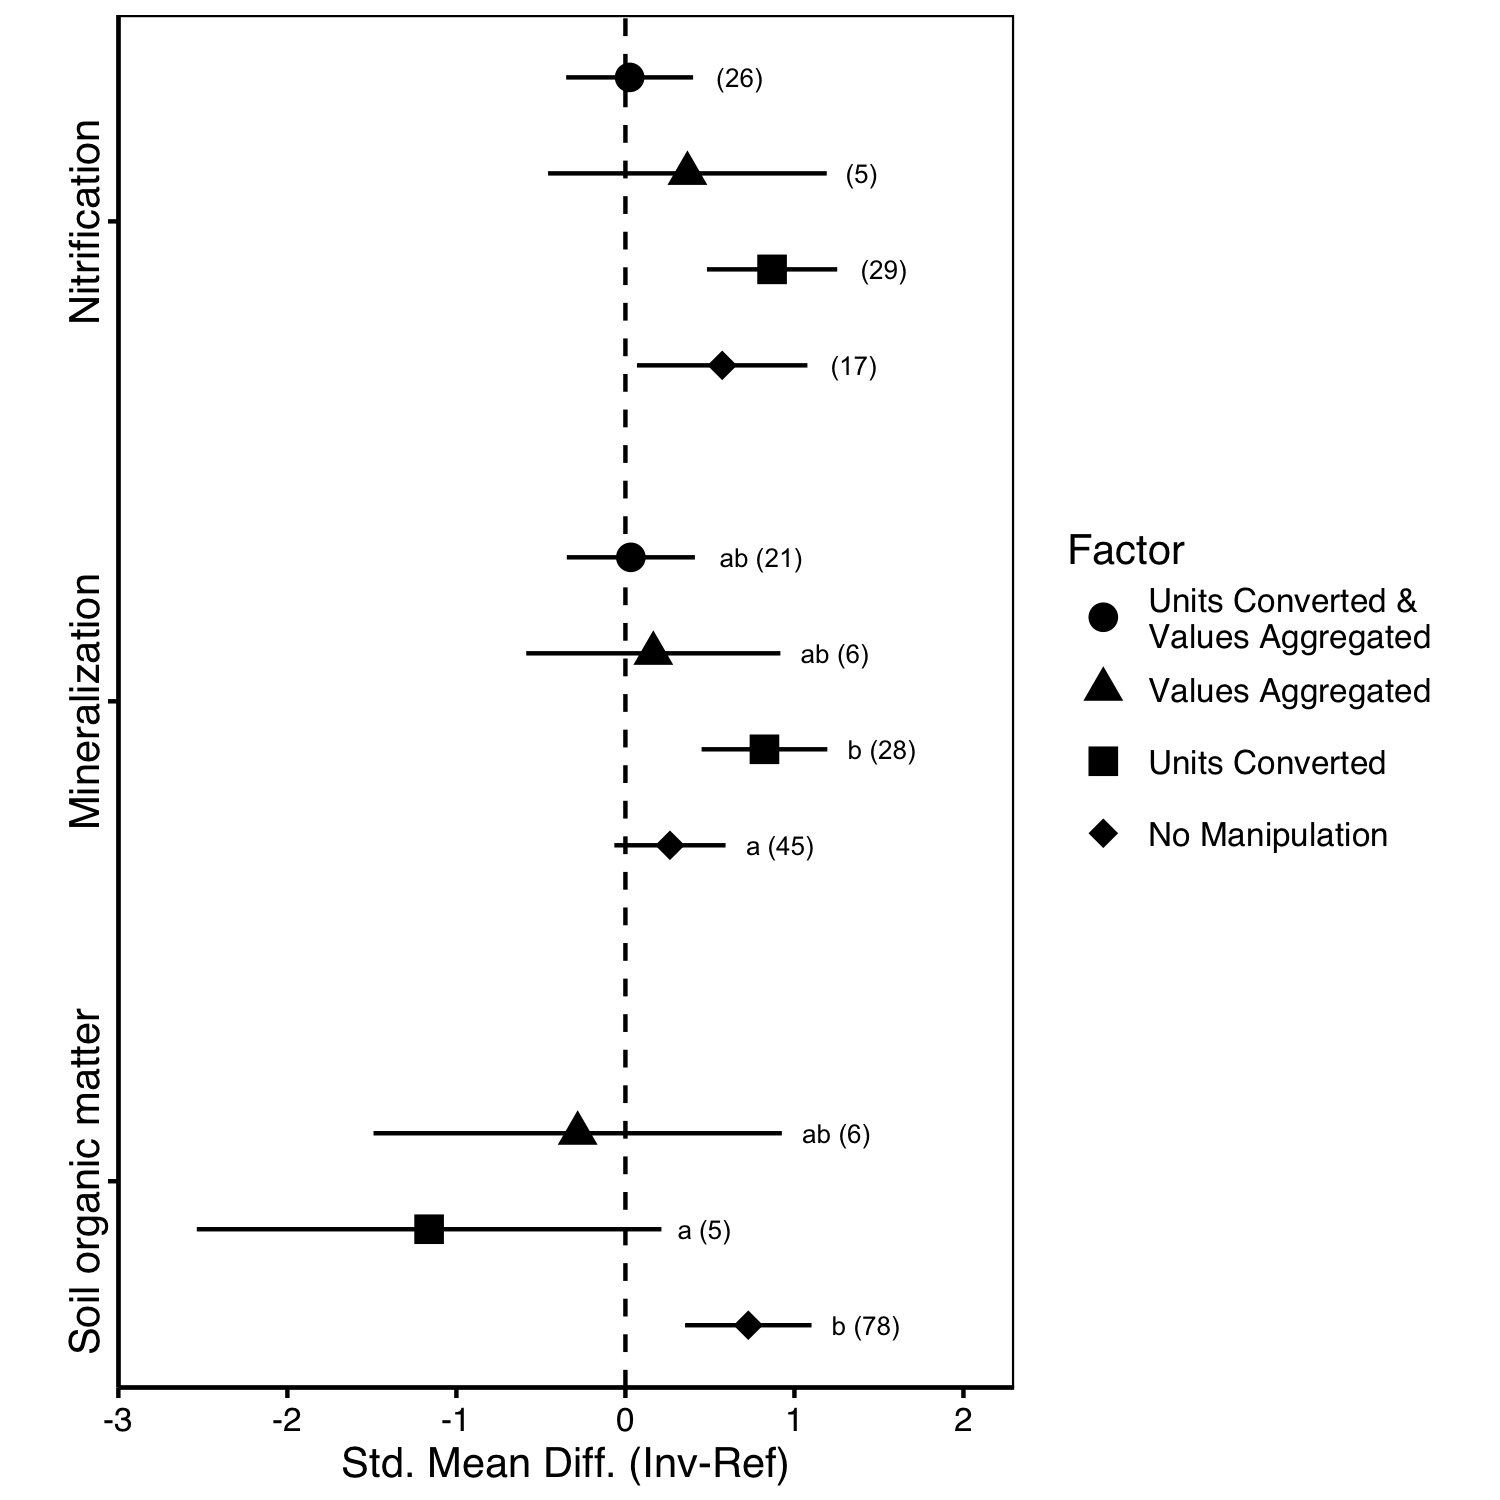 Nitrification
(26)
(5)
(29)
(17)
Mineralization
ab (21)
ab (6)
b (28)
a (45)
Soil organic matter
ab (6)
a (5)
b (78)
-3 -2 -1 0 1 2
Std. Mean Diff. (Inv-Ref)
Factor
Units Converted &
Values Aggregated
Values Aggregated
Units Converted
No Manipulation